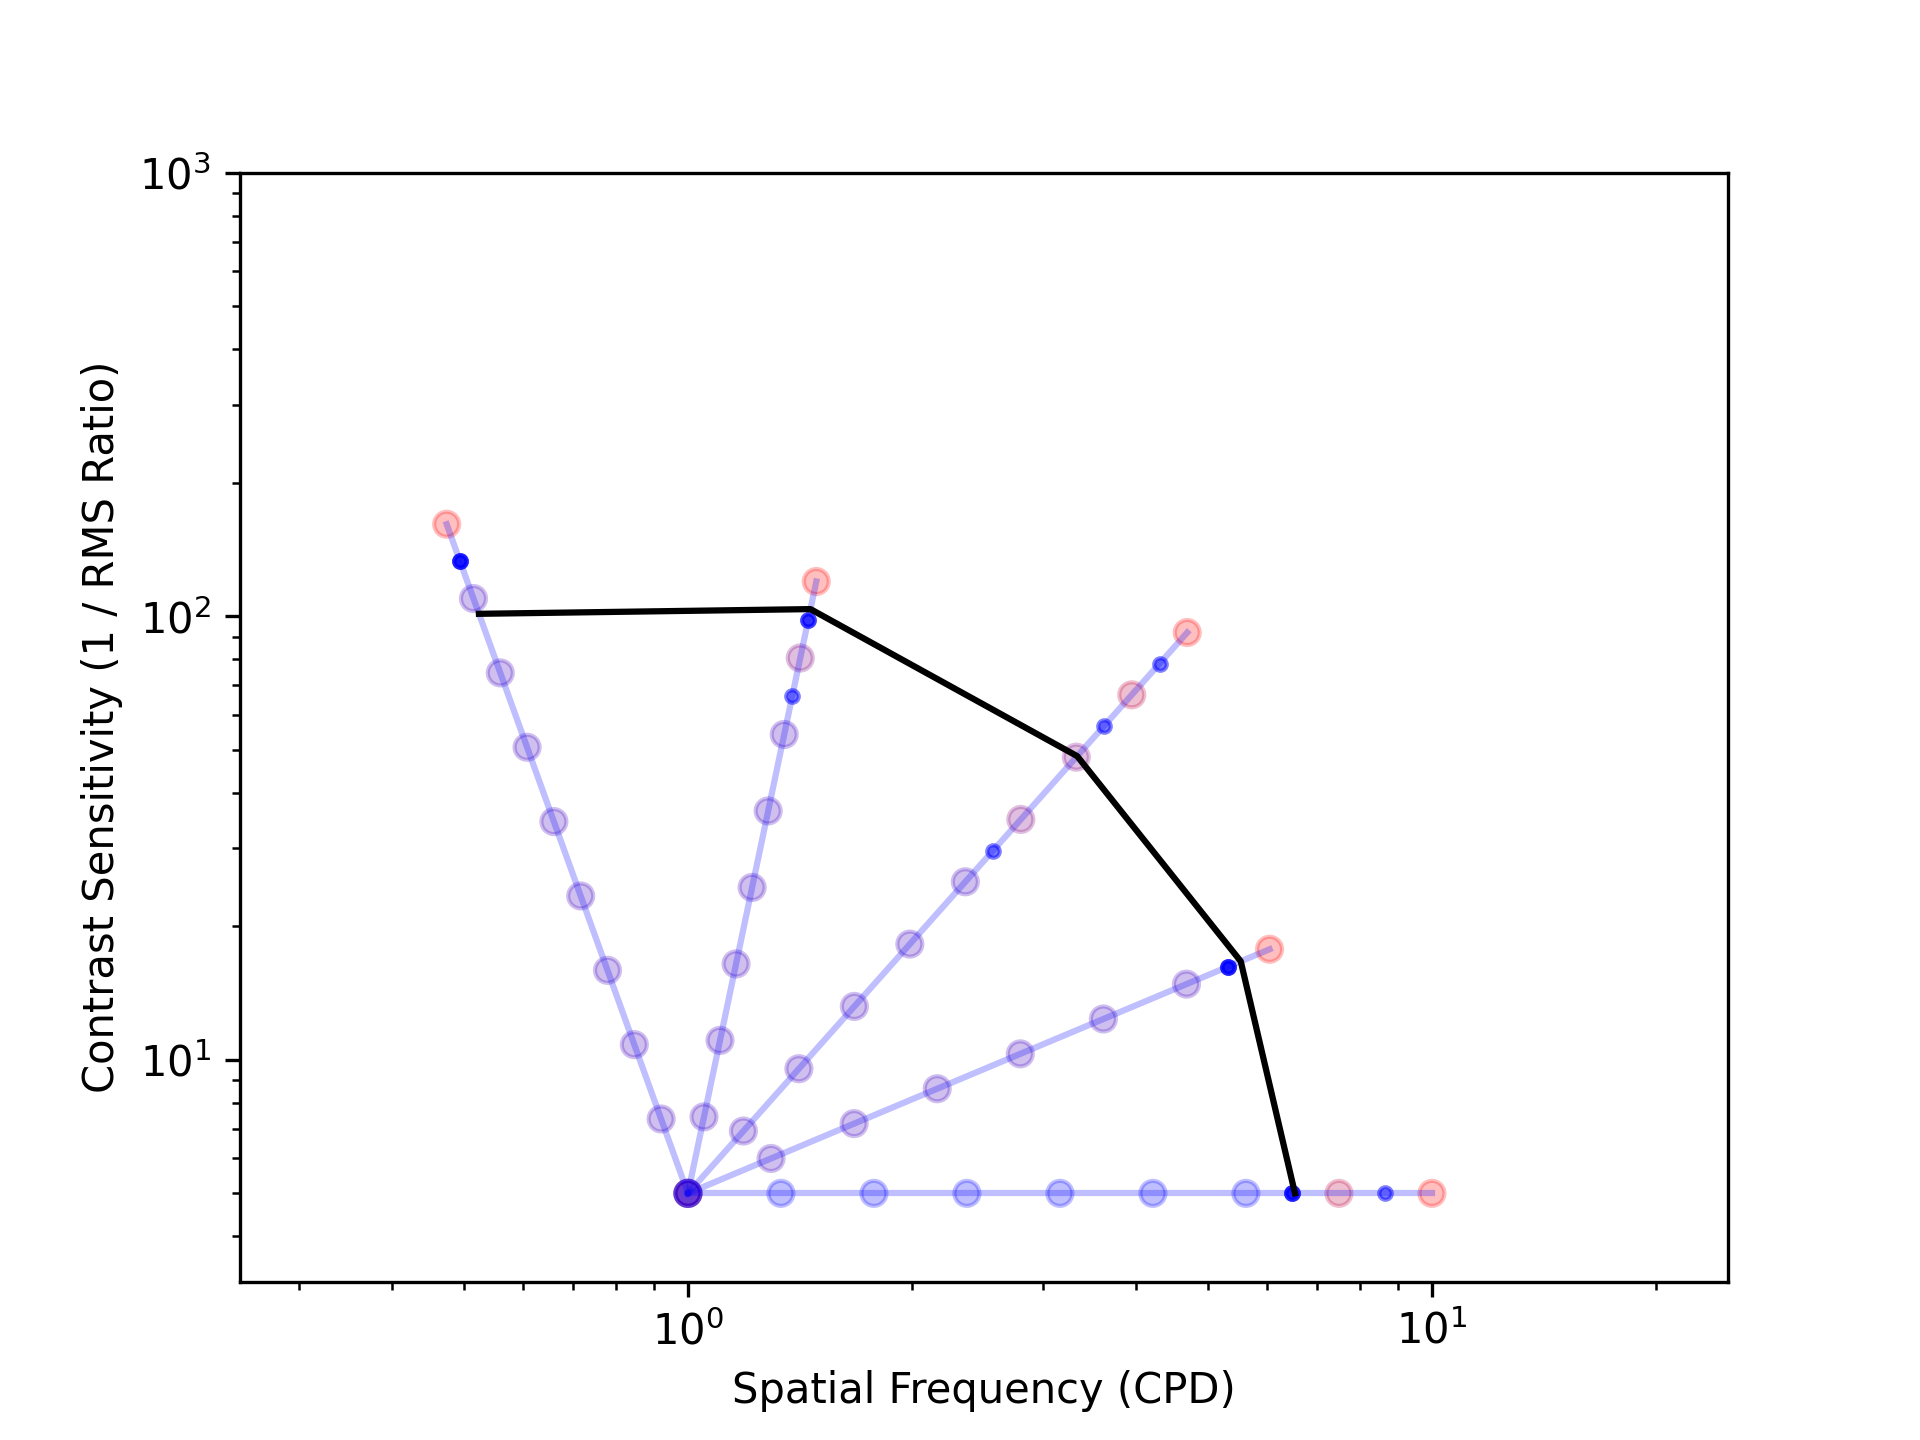 10³
10²
10¹
Contrast Sensitivity (1 / RMS Ratio)
10⁰
10¹
Spatial Frequency (CPD)